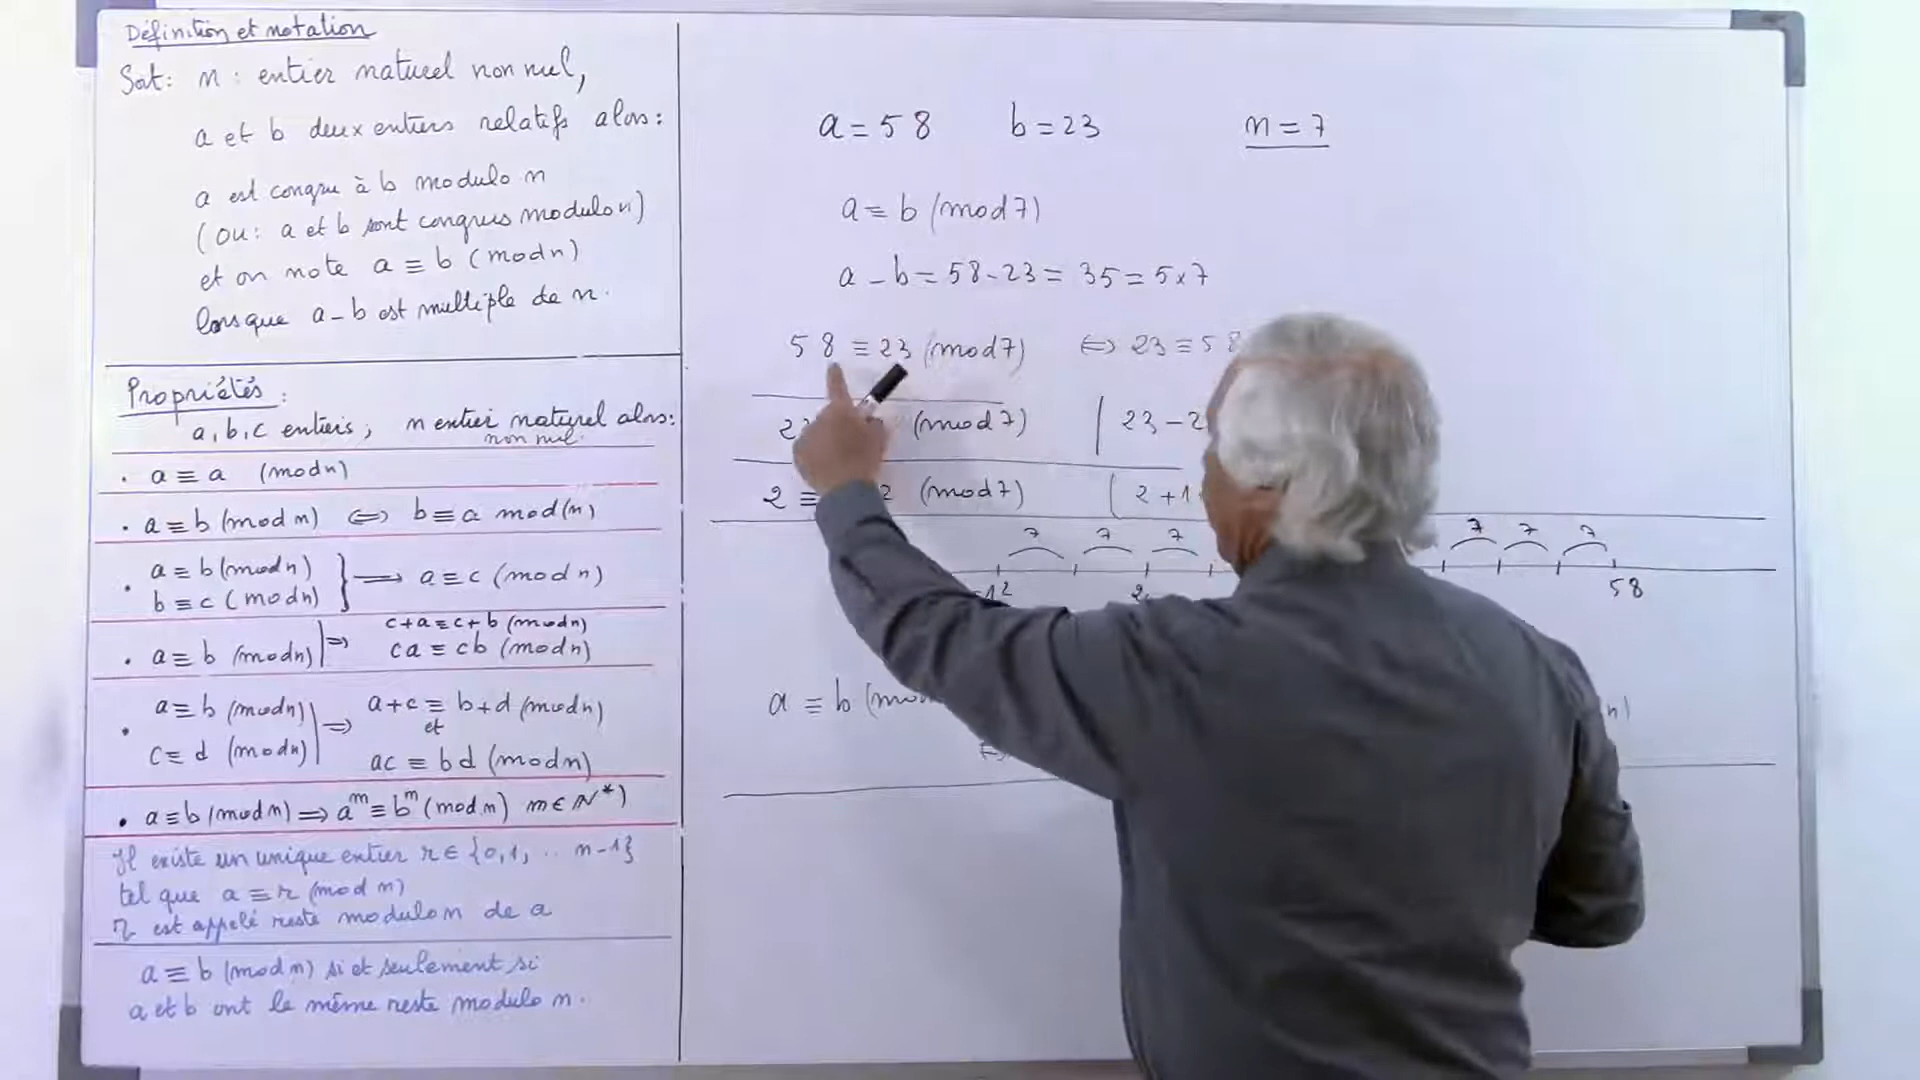 Définition et notation
Soit: n: entier naturel non nul,
a et b deux entiers relatifs alors:
a est congru à b modulo n
(ou: a et b sont congrus modulo n)
et on note a ≡ b (mod n)
lorsque a - b est multiple de n.
Propriétés:
a, b, c entiers, n entier naturel alors:
non nul
. a ≡ a (mod n)
. a ≡ b (mod n) ⇔ b ≡ a mod(n)
. a ≡ b (mod n)
b ≡ c (mod n) } ⟶ a ≡ c (mod n)
c+a ≡ c+b (mod n)
. a ≡ b (mod n) | ⇒ ca ≡ cb (mod n)
. a ≡ b (mod n) | ⇒ a+c ≡ b+d (mod n)
et
c ≡ d (mod n) | ac ≡ bd (mod n)
. a ≡ b (mod n) ⇒ a^m ≡ b^m (mod n) m ∈ N*)
Il existe un unique entier r ∈ {0,1, .. n-1}
tel que a ≡ r (mod n)
r est appelé reste modulo n de a
a ≡ b (mod n) si et seulement si
a et b ont le même reste modulo n.
a = 58 b = 23 n = 7
a ≡ b (mod 7)
a - b = 58 - 23 = 35 = 5 × 7
58 ≡ 23 (mod 7) ⇔ 23 ≡ 58
(mod 7) | 23 - 2
2 ≡ 2 (mod 7) | 2 + 1
7 7 7 7 7 7
-12 58
a ≡ b (mod n)
⇔